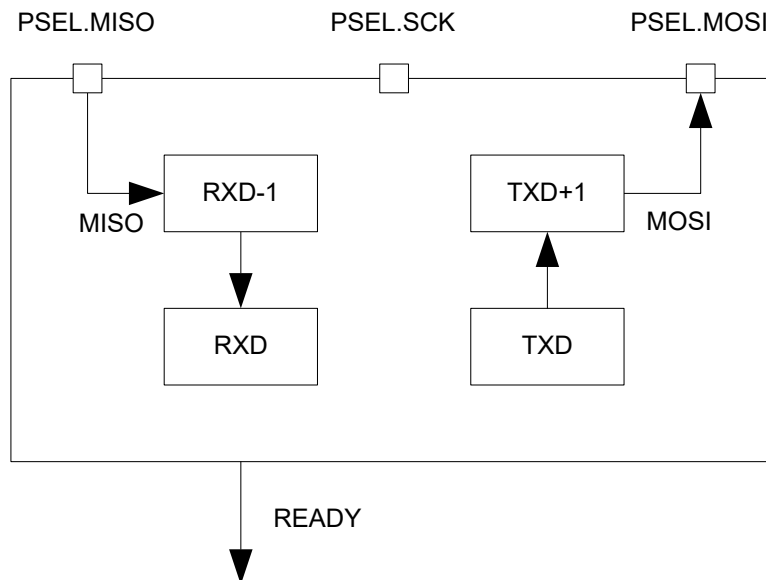 PSEL.MISO PSEL.SCK PSEL.MOSI
RXD-1 TXD+1
MISO MOSI
RXD TXD
READY